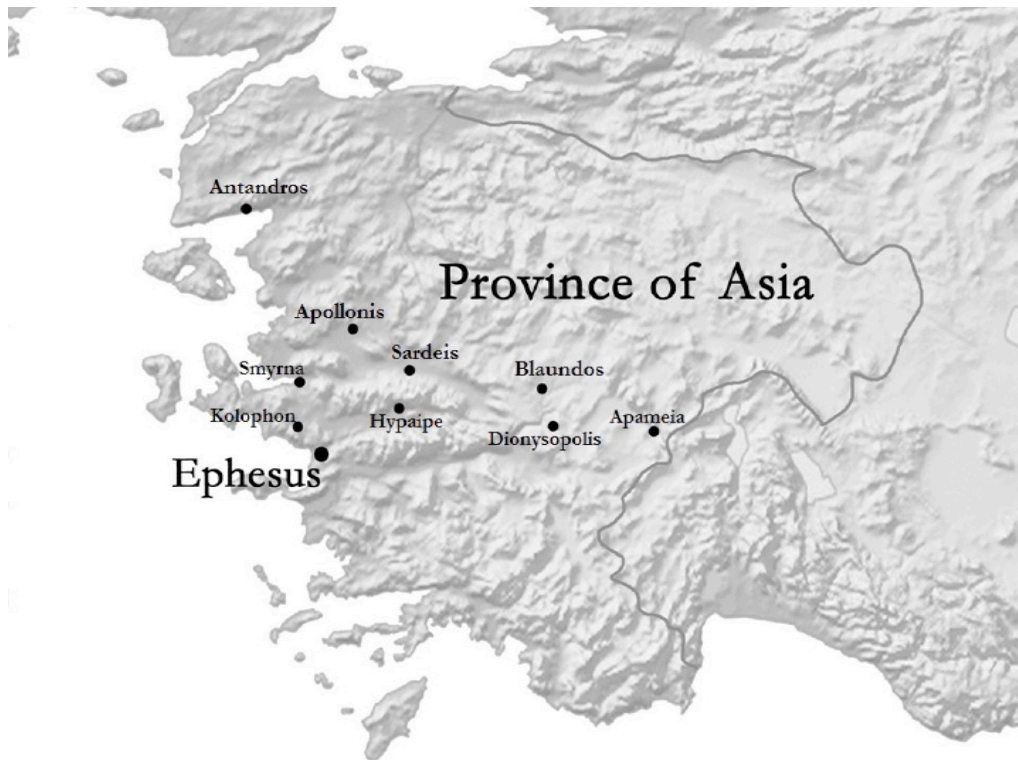 Antandros
Province of Asia
Apollonis
Sardeis
Smyrna
Blaundos
Kolophon
Hypaipe
Apameia
Dionysopolis
Ephesus